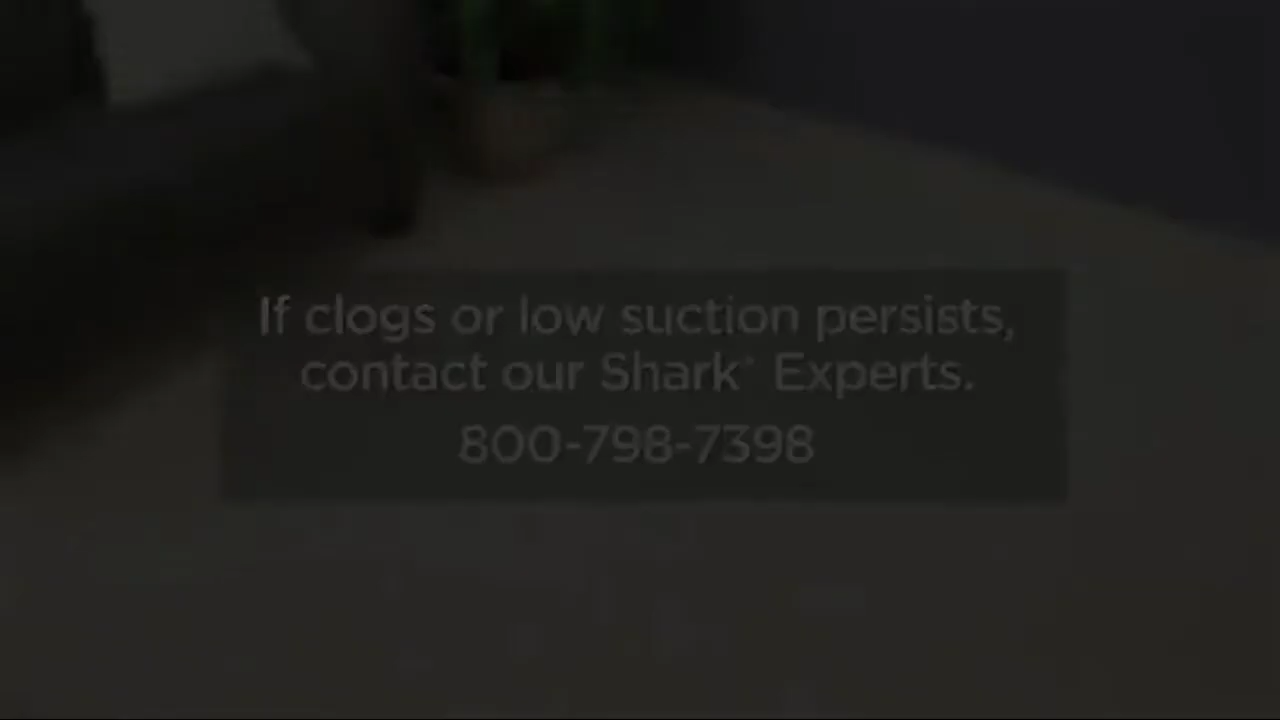 If clogs or low suction persists,
contact our Shark® Experts.
800-798-7398